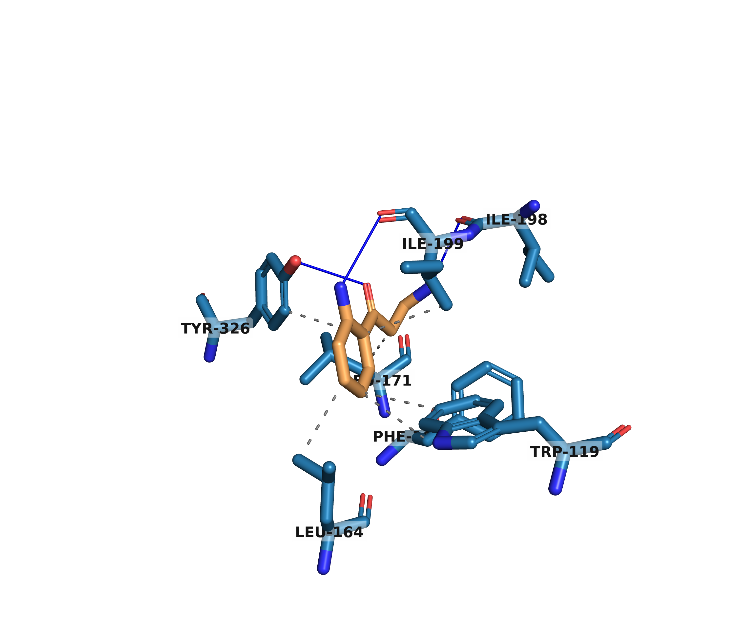 ILE-198
ILE-199
TYR-326
-171
PHE-
TRP-119
LEU-164